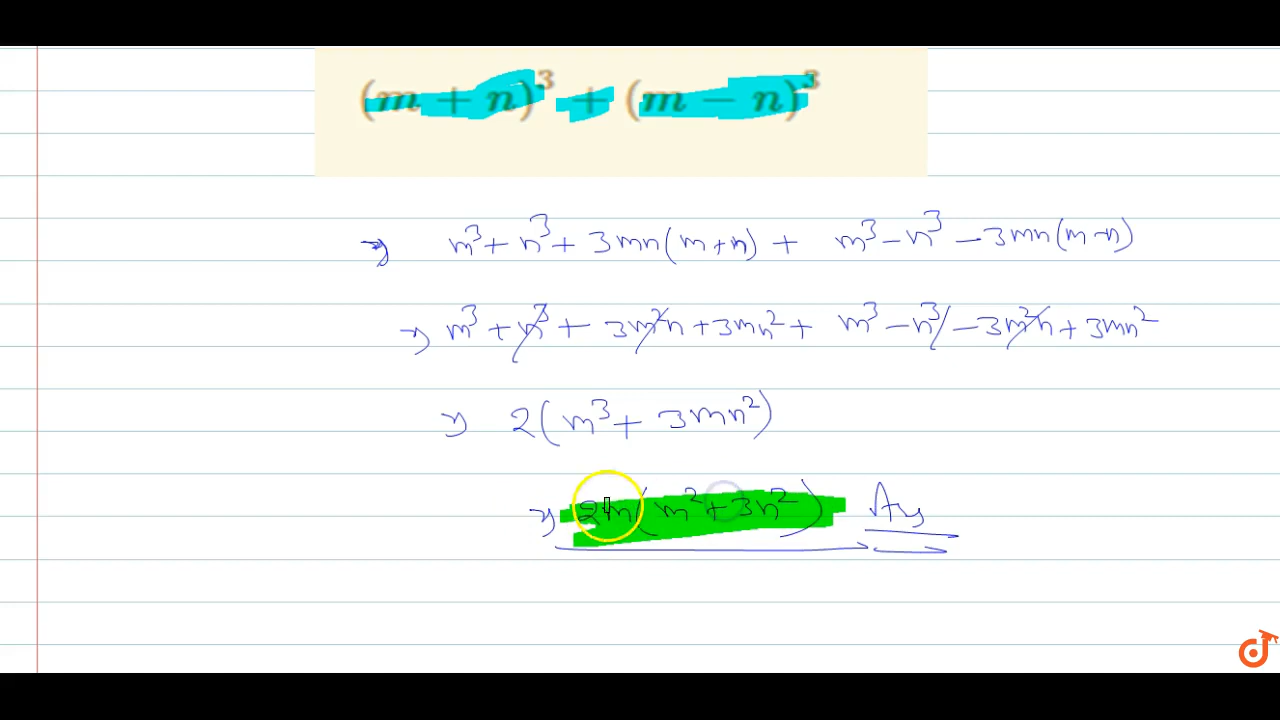 (m + n)³ + (m − n)³
⇒ m³ + n³ + 3mn(m+n) + m³ − n³ − 3mn(m−n)
⇒ m³ + n³ + 3m²n + 3mn² + m³ − n³ − 3m²n + 3mn²
⇒ 2(m³ + 3mn²)
⇒ 2m(m² + 3n²) Ans